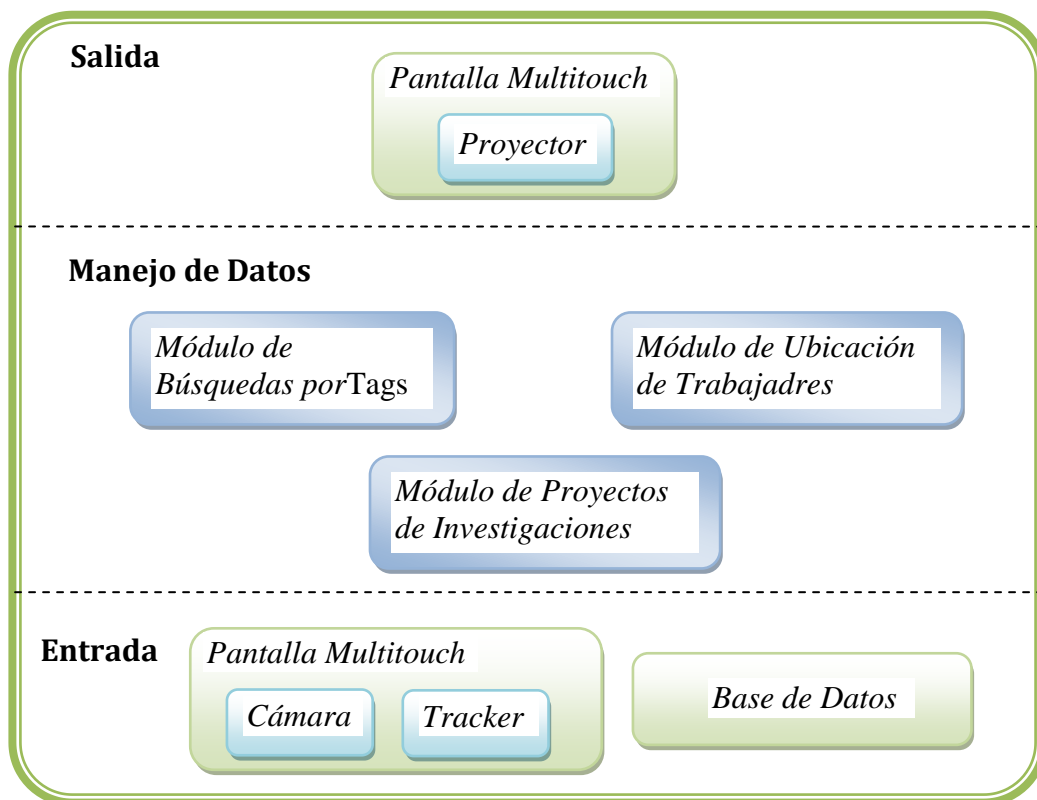 Salida
Pantalla Multitouch
Proyector
Manejo de Datos
Módulo de
Búsquedas porTags
Módulo de Ubicación
de Trabajadres
Módulo de Proyectos
de Investigaciones
Entrada
Pantalla Multitouch
Cámara
Tracker
Base de Datos